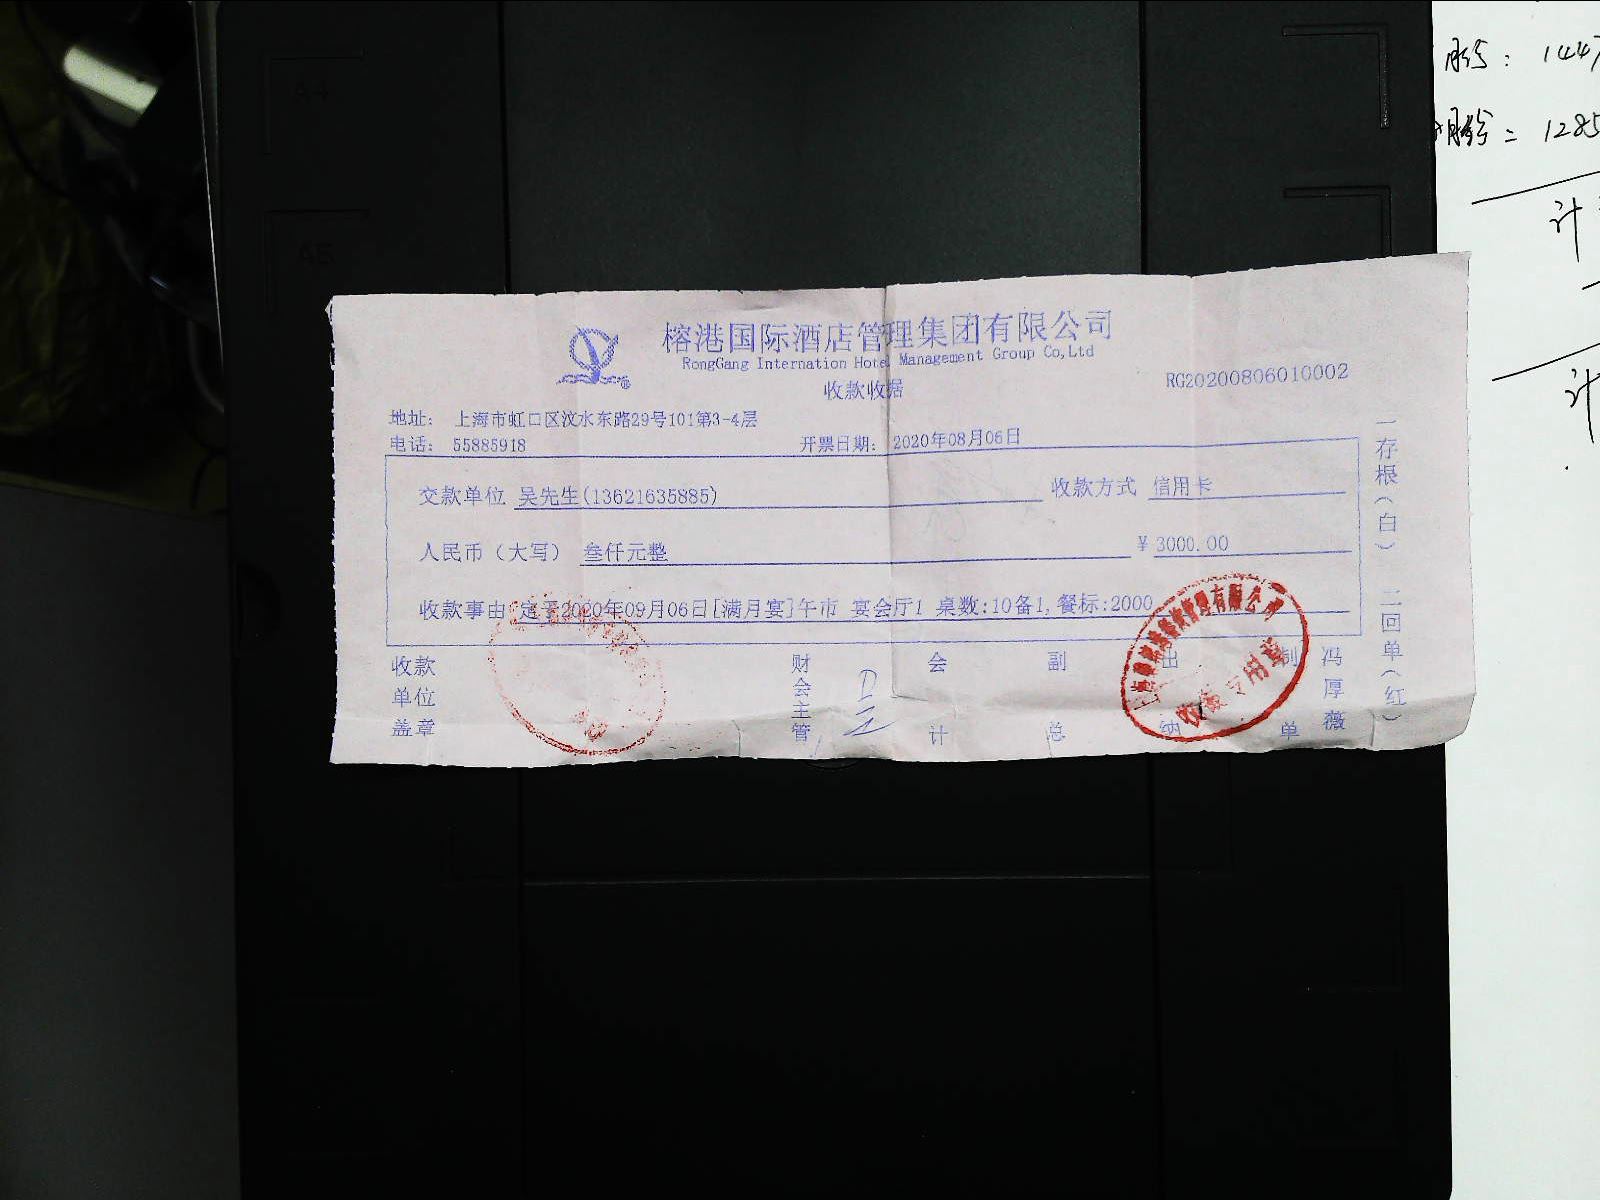 榕港国际酒店管理集团有限公司
RongGang Internation Hotel Management Group Co,Ltd
收款收据
RG20200806010002
地址： 上海市虹口区汶水东路29号101第3-4层
电话： 55885918
开票日期： 2020年08月06日
交款单位 吴先生(13621635885)
收款方式 信用卡
人民币（大写） 叁仟元整
¥ 3000.00
收款事由 定于2020年09月06日[满月宴]午市 宴会厅1 桌数:10备1,餐标:2000
收款单位盖章
财会主管
会计
副总
出纳
制单
冯厚薇
一存根（白） 二回单（红）
收款专用章
A4
A5
1447
1285
计
计